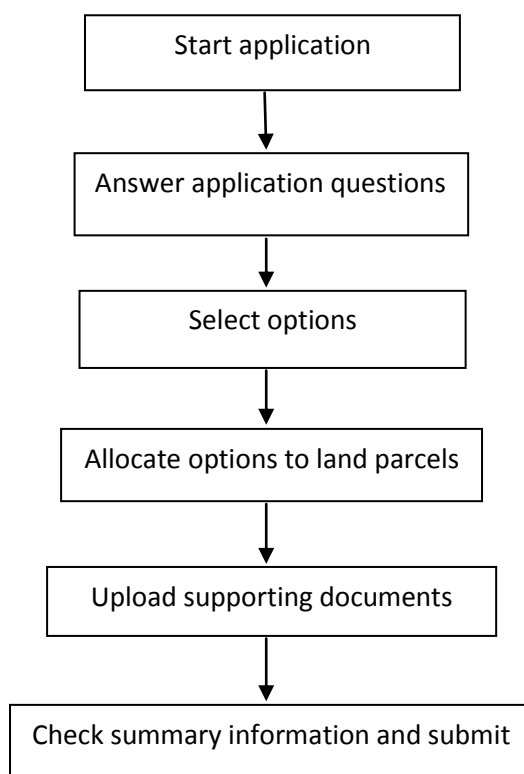 Start application
Answer application questions
Select options
Allocate options to land parcels
Upload supporting documents
Check summary information and submit